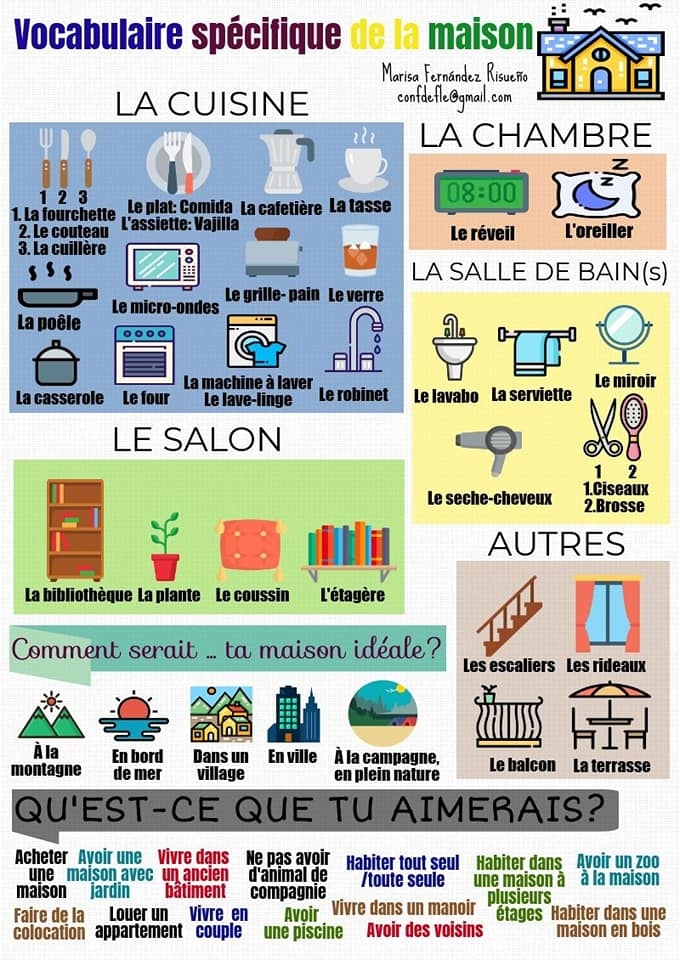 Vocabulaire spécifique de la maison
Marisa Fernández Risueño
confdefle@gmail.com
LA CUISINE
1 2 3
1. La fourchette
2. Le couteau
3. La cuillère
Le plat: Comida
L'assiette: Vajilla
La cafetière
La tasse
La poêle
Le micro-ondes
Le grille- pain
Le verre
La casserole
Le four
La machine à laver
Le lave-linge
Le robinet
LA CHAMBRE
08:00
Z
Z
Le réveil
L'oreiller
LA SALLE DE BAIN(s)
Le lavabo
La serviette
Le miroir
Le seche-cheveux
1 2
1.Ciseaux
2.Brosse
LE SALON
La bibliothèque
La plante
Le coussin
L'étagère
AUTRES
Les escaliers
Les rideaux
Le balcon
La terrasse
Comment serait ... ta maison idéale?
À la
montagne
En bord
de mer
Dans un
village
En ville
À la campagne,
en plein nature
QU'EST-CE QUE TU AIMERAIS?
Acheter
une
maison
Avoir une
maison avec
jardin
Vivre dans
un ancien
bâtiment
Ne pas avoir
d'animal de
compagnie
Habiter tout seul
/toute seule
Habiter dans
une maison à
plusieurs
étages
Avoir un zoo
à la maison
Faire de la
colocation
Louer un
appartement
Vivre en
couple
Avoir
une piscine
Vivre dans un manoir
Avoir des voisins
Habiter dans une
maison en bois